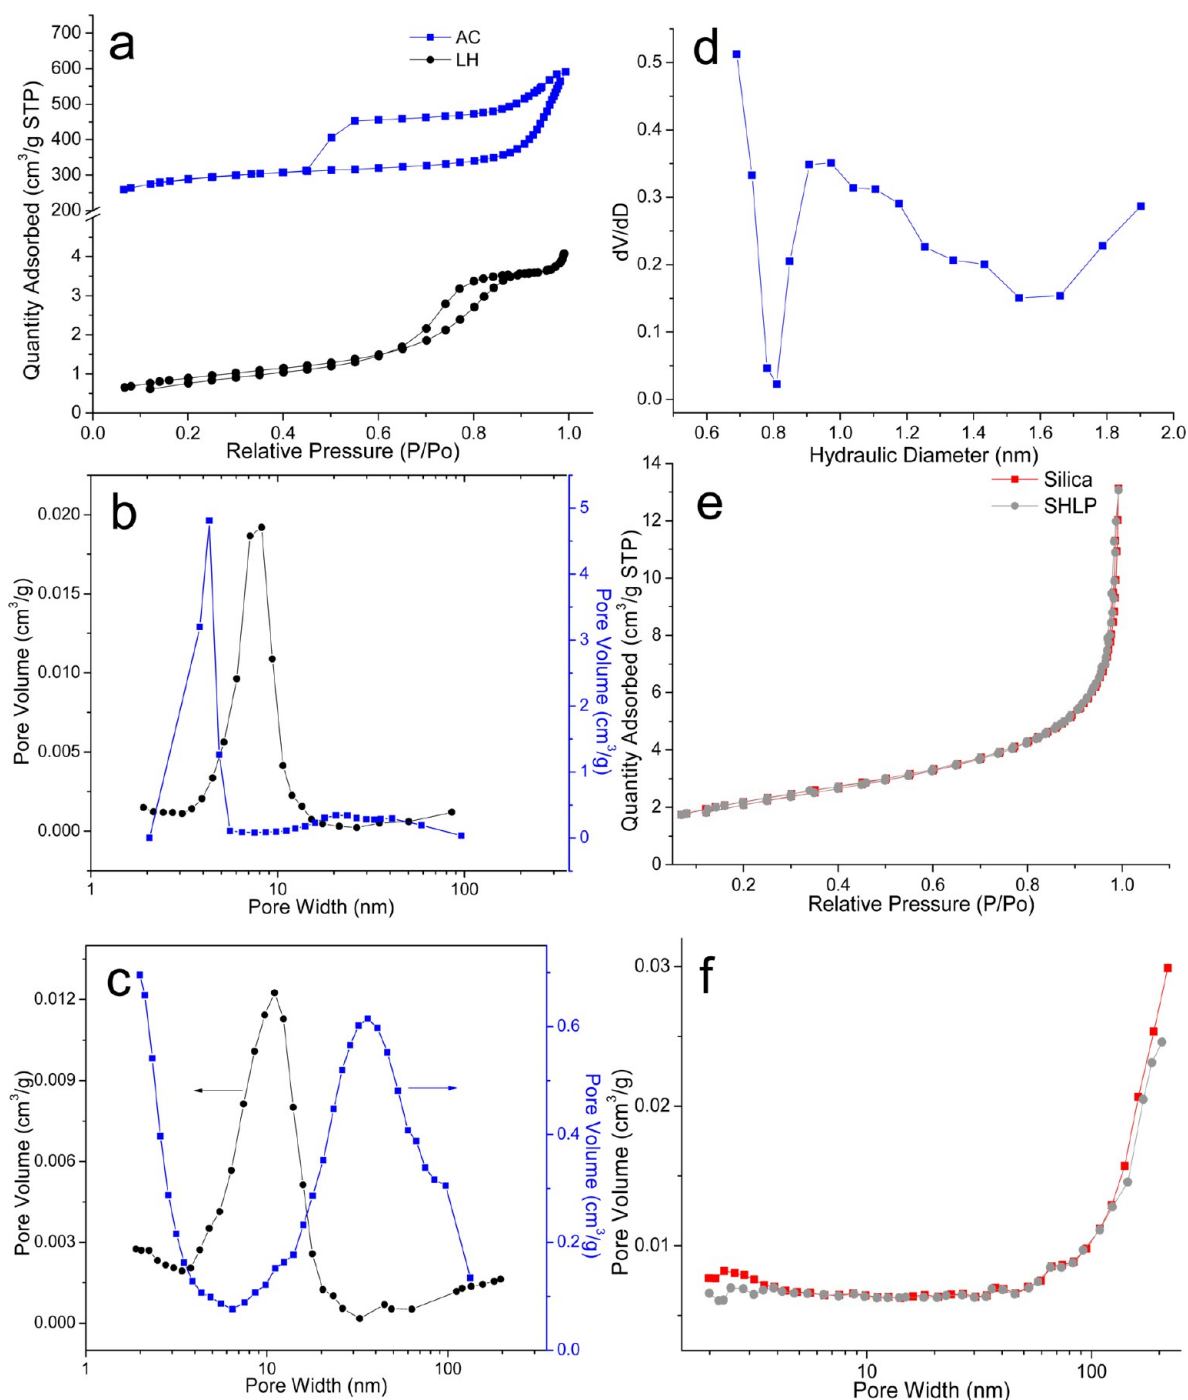 a
AC
LH
700
600
500
400
300
200
4
3
2
1
0
Quantity Adsorbed (cm³/g STP)
0.0 0.2 0.4 0.6 0.8 1.0
Relative Pressure (P/Po)
d
0.5
0.4
0.3
0.2
0.1
0.0
dV/dD
0.6 0.8 1.0 1.2 1.4 1.6 1.8 2.0
Hydraulic Diameter (nm)
b
0.020
0.015
0.010
0.005
0.000
Pore Volume (cm³/g)
5
4
3
2
1
0
Pore Volume (cm³/g)
1 10 100
Pore Width (nm)
e
Silica
SHLP
14
12
10
8
6
4
2
0
Quantity Adsorbed (cm³/g STP)
0.2 0.4 0.6 0.8 1.0
Relative Pressure (P/Po)
c
0.012
0.009
0.006
0.003
0.000
Pore Volume (cm³/g)
0.6
0.4
0.2
0.0
Pore Volume (cm³/g)
1 10 100
Pore Width (nm)
f
0.03
0.02
0.01
Pore Volume (cm³/g)
10 100
Pore Width (nm)